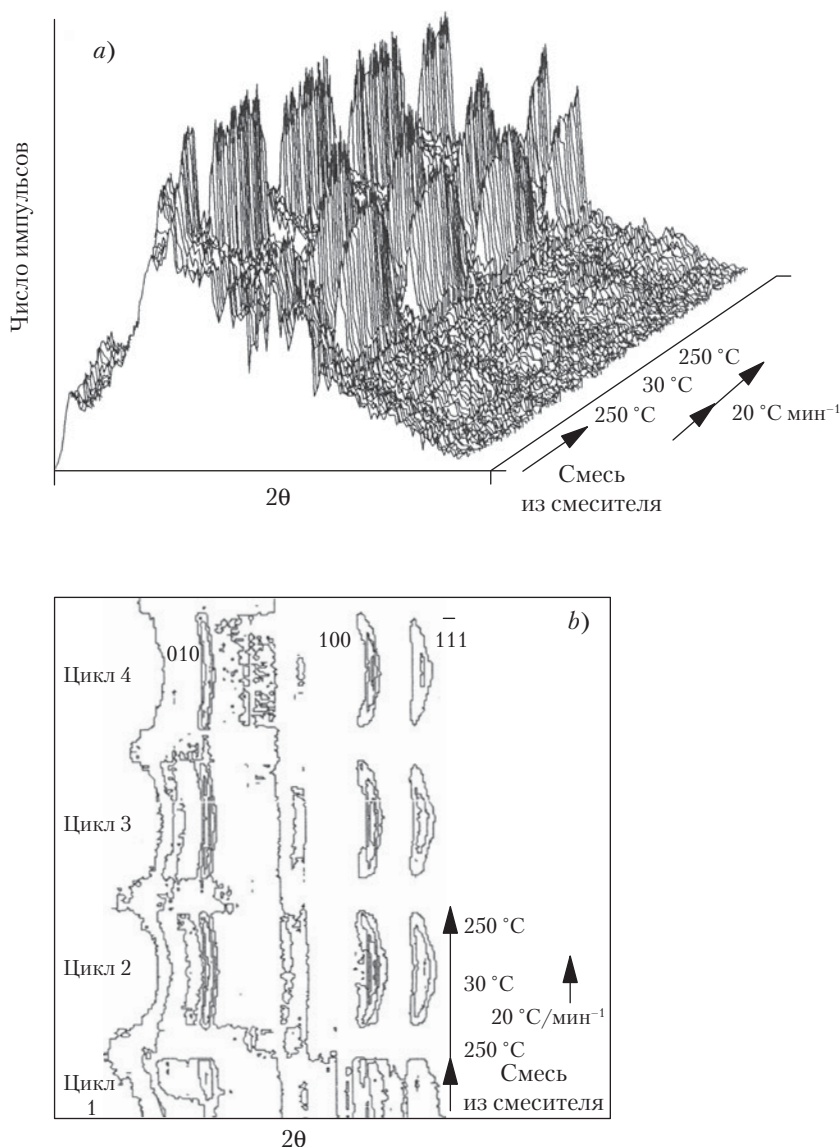 a)
Число импульсов
250 °C
30 °C
250 °C
20 °C мин⁻¹
Смесь
из смесителя
2θ
b)
010
100
1̅11
Цикл 4
Цикл 3
Цикл 2
Цикл
1
250 °C
30 °C
20 °C/мин⁻¹
250 °C
Смесь
из смесителя
2θ